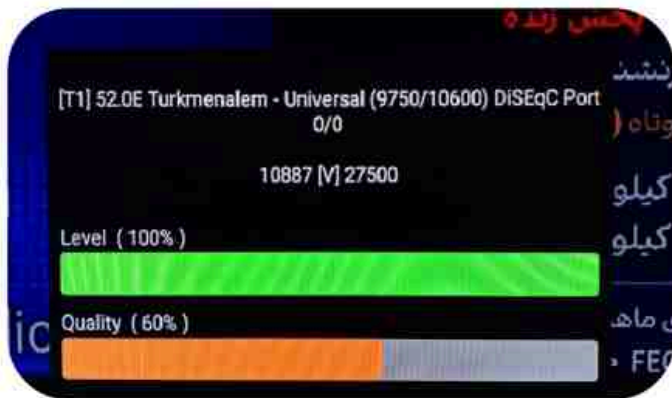 پخش زنده
[T1] 52.0E Turkmenalem - Universal (9750/10600) DiSEqC Port
0/0
10887 [V] 27500
کیلو
Level ( 100% )
کیلو
Quality ( 60% )
FEC